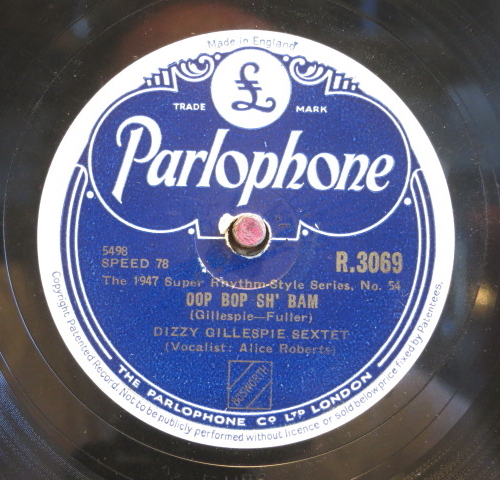 Made in England
£
TRADE MARK
Parlophone
5498
SPEED 78
R.3069
The 1947 Super Rhythm-Style Series, No. 54
OOP BOP SH' BAM
(Gillespie—Fuller)
DIZZY GILLESPIE SEXTET
(Vocalist: Alice Roberts)
BOSWORTH
THE PARLOPHONE CO LTD LONDON
Copyright. Patented Record. Not to be publicly performed without licence or sold below price fixed by Patentees.